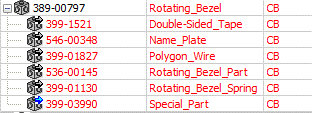 389-00797 Rotating_Bezel CB
399-1521 Double-Sided_Tape CB
546-00348 Name_Plate CB
399-01827 Polygon_Wire CB
536-00145 Rotating_Bezel_Part CB
399-01130 Rotating_Bezel_Spring CB
399-03990 Special_Part CB